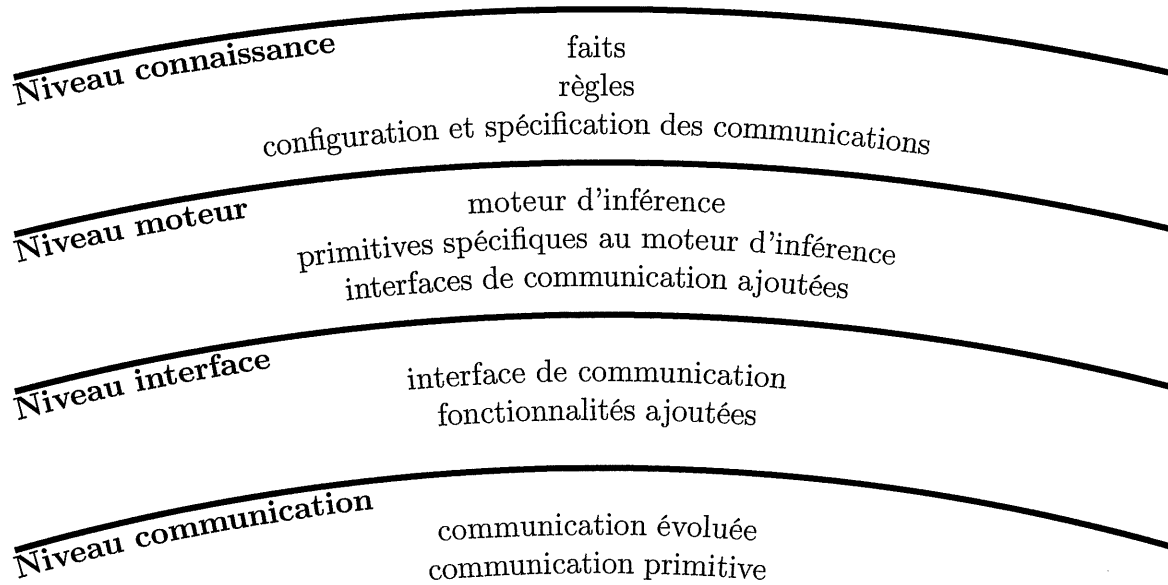 Niveau connaissance
faits
règles
configuration et spécification des communications
Niveau moteur
moteur d'inférence
primitives spécifiques au moteur d'inférence
interfaces de communication ajoutées
Niveau interface
interface de communication
fonctionnalités ajoutées
Niveau communication
communication évoluée
communication primitive